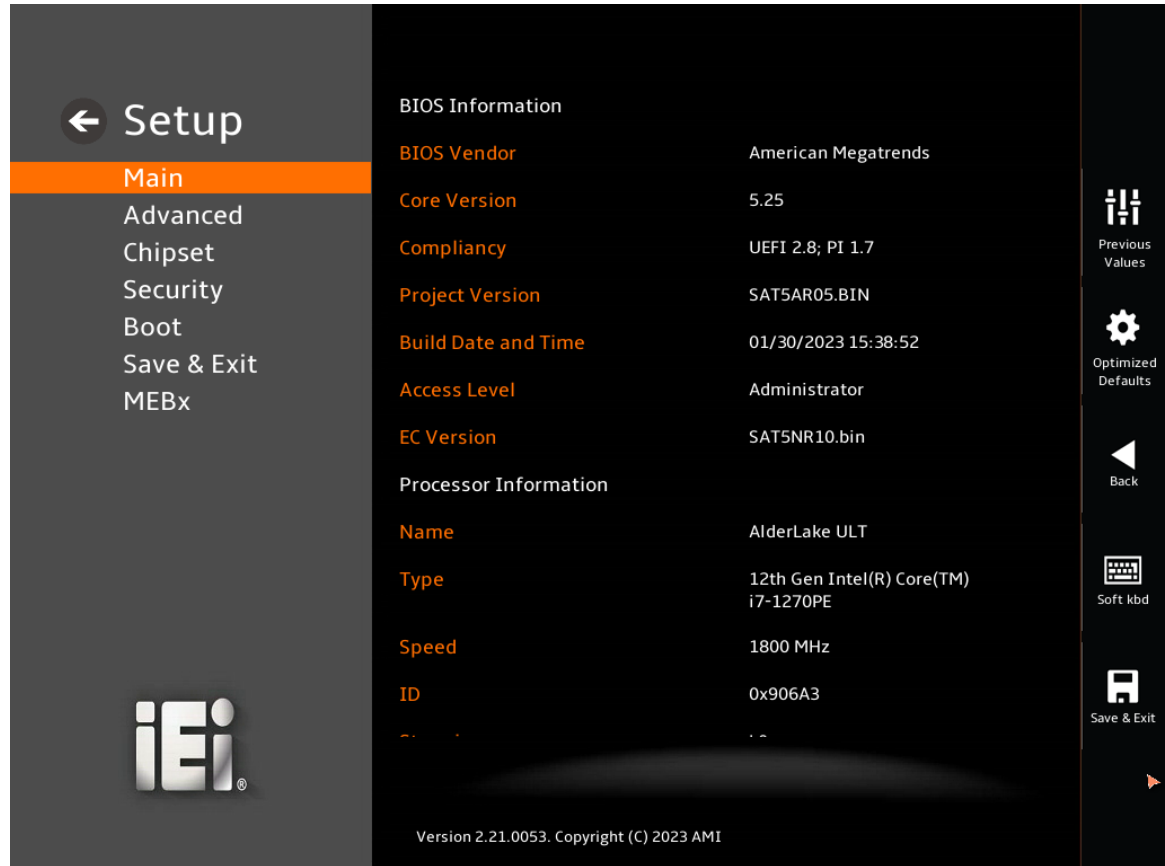 Setup
Main
Advanced
Chipset
Security
Boot
Save & Exit
MEBx
iEi®
BIOS Information
BIOS Vendor American Megatrends
Core Version 5.25
Compliancy UEFI 2.8; PI 1.7
Project Version SAT5AR05.BIN
Build Date and Time 01/30/2023 15:38:52
Access Level Administrator
EC Version SAT5NR10.bin
Processor Information
Name AlderLake ULT
Type 12th Gen Intel(R) Core(TM)
i7-1270PE
Speed 1800 MHz
ID 0x906A3
Version 2.21.0053. Copyright (C) 2023 AMI
Previous
Values
Optimized
Defaults
Back
Soft kbd
Save & Exit